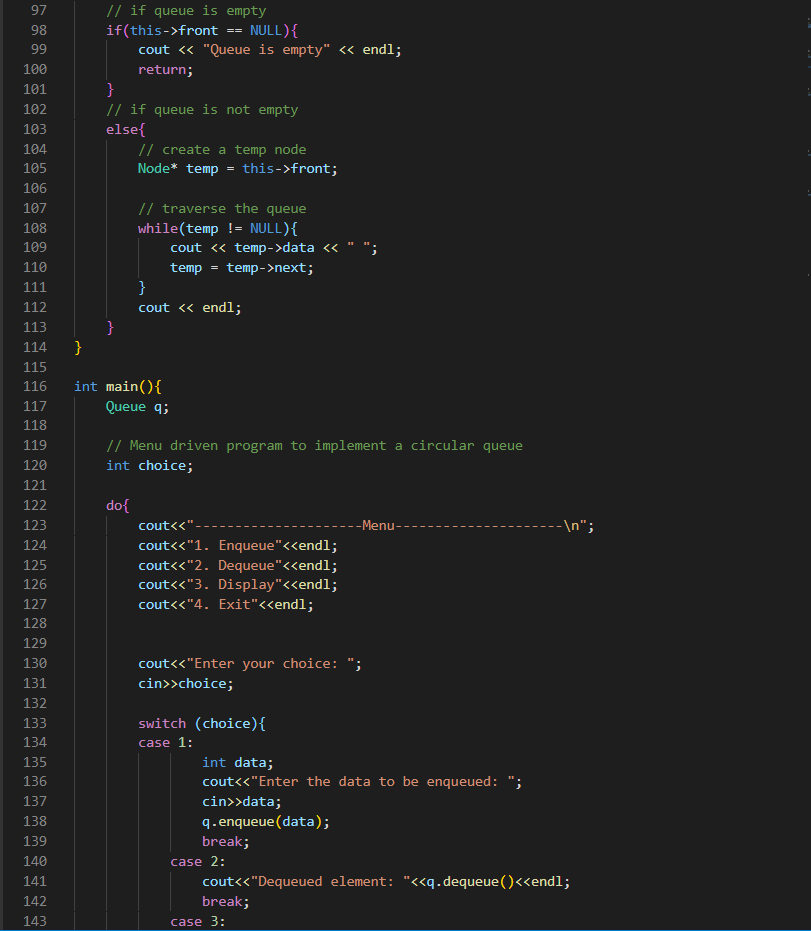 97 // if queue is empty
98 if(this->front == NULL){
99 cout << "Queue is empty" << endl;
100 return;
101 }
102 // if queue is not empty
103 else{
104 // create a temp node
105 Node* temp = this->front;
106
107 // traverse the queue
108 while(temp != NULL){
109 cout << temp->data << " ";
110 temp = temp->next;
111 }
112 cout << endl;
113 }
114 }
115
116 int main(){
117 Queue q;
118
119 // Menu driven program to implement a circular queue
120 int choice;
121
122 do{
123 cout<<"---------------------Menu---------------------\n";
124 cout<<"1. Enqueue"<<endl;
125 cout<<"2. Dequeue"<<endl;
126 cout<<"3. Display"<<endl;
127 cout<<"4. Exit"<<endl;
128
129
130 cout<<"Enter your choice: ";
131 cin>>choice;
132
133 switch (choice){
134 case 1:
135 int data;
136 cout<<"Enter the data to be enqueued: ";
137 cin>>data;
138 q.enqueue(data);
139 break;
140 case 2:
141 cout<<"Dequeued element: "<<q.dequeue()<<endl;
142 break;
143 case 3: